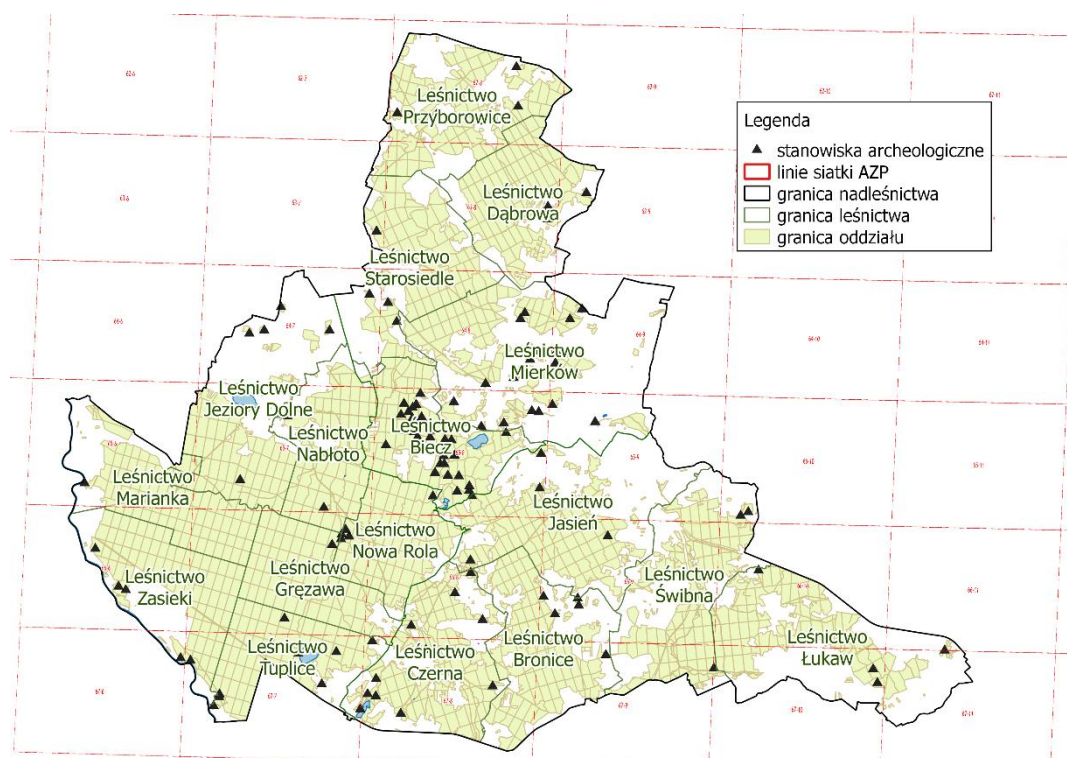 Leśnictwo
Przyborowice
Legenda
stanowiska archeologiczne
linie siatki AZP
granica nadleśnictwa
granica leśnictwa
granica oddziału
Leśnictwo
Dąbrowa
Leśnictwo
Starosiedle
Leśnictwo
Mierków
Leśnictwo
Jeziory Dolne
Leśnictwo
Nabłoto
Leśnictwo
Biecz
Leśnictwo
Marianka
Leśnictwo
Jasień
Leśnictwo
Nowa Rola
Leśnictwo
Gręzawa
Leśnictwo
Zasieki
Leśnictwo
Świbna
Leśnictwo
Tuplice
Leśnictwo
Czerna
Leśnictwo
Bronice
Leśnictwo
Łukaw